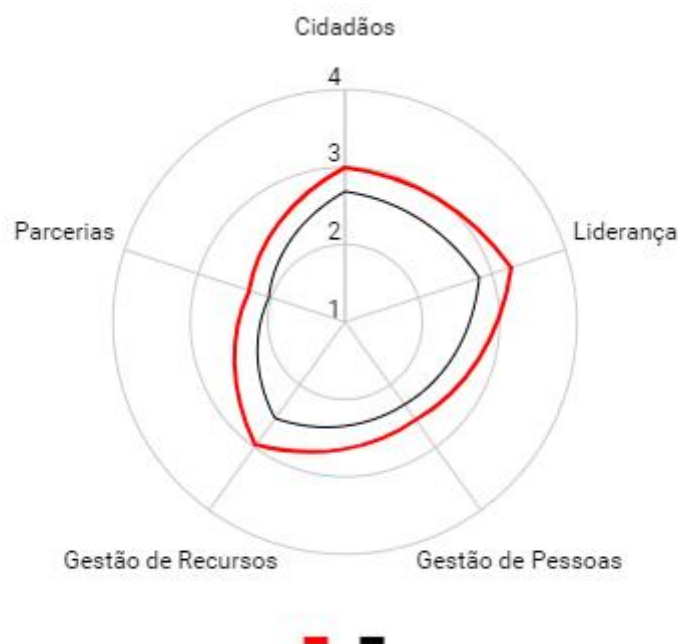 Cidadãos
4
3
Parcerias
Liderança
2
1
Gestão de Recursos
Gestão de Pessoas